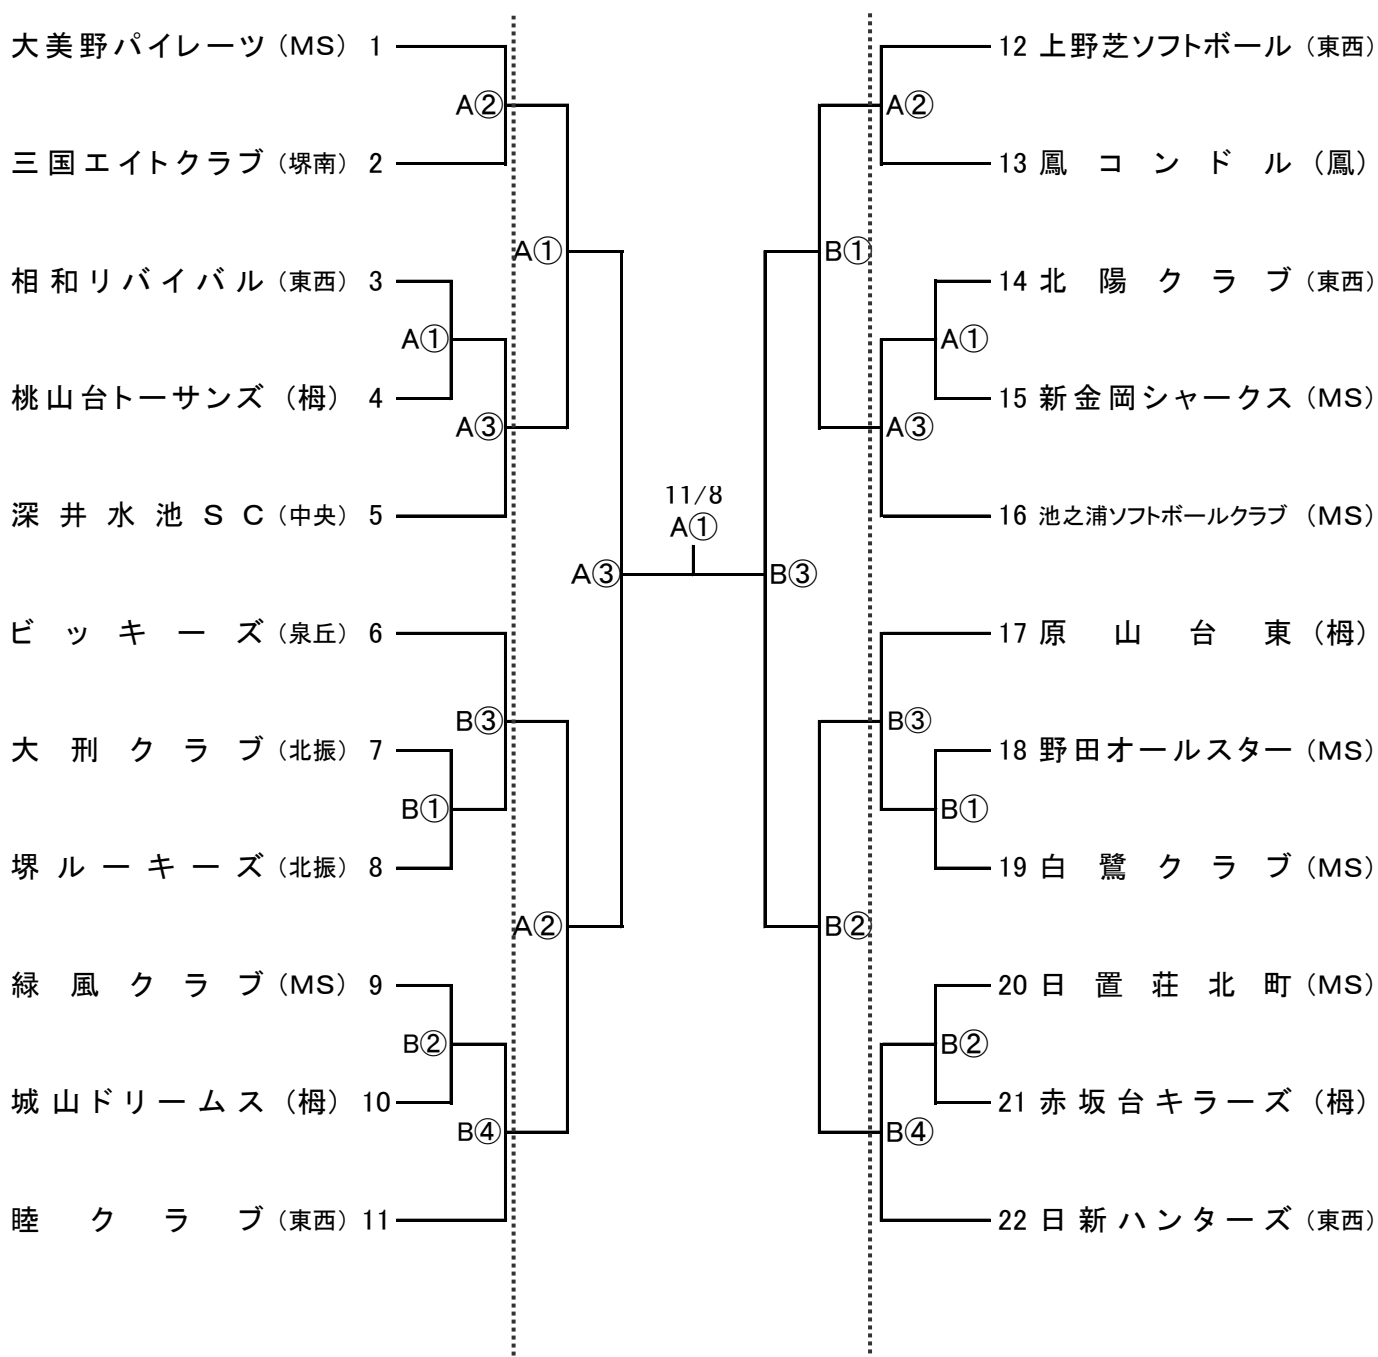 大美野パイレーツ（MS）1
A②
三国エイトクラブ（堺南）2
A①
相和リバイバル（東西）3
A①
桃山台トーサンズ（栂）4
A③
深井水池ＳＣ（中央）5
A③
ビッキーズ（泉丘）6
B③
大刑クラブ（北振）7
B①
堺ルーキーズ（北振）8
A②
緑風クラブ（MS）9
B②
城山ドリームス（栂）10
B④
睦クラブ（東西）11
11/8
A①
12 上野芝ソフトボール（東西）
A②
13 鳳コンドル（鳳）
B①
14 北陽クラブ（東西）
A①
15 新金岡シャークス（MS）
A③
16 池之浦ソフトボールクラブ（MS）
B③
17 原山台東（栂）
B③
18 野田オールスター（MS）
B①
19 白鷺クラブ（MS）
B②
20 日置荘北町（MS）
B②
21 赤坂台キラーズ（栂）
B④
22 日新ハンターズ（東西）